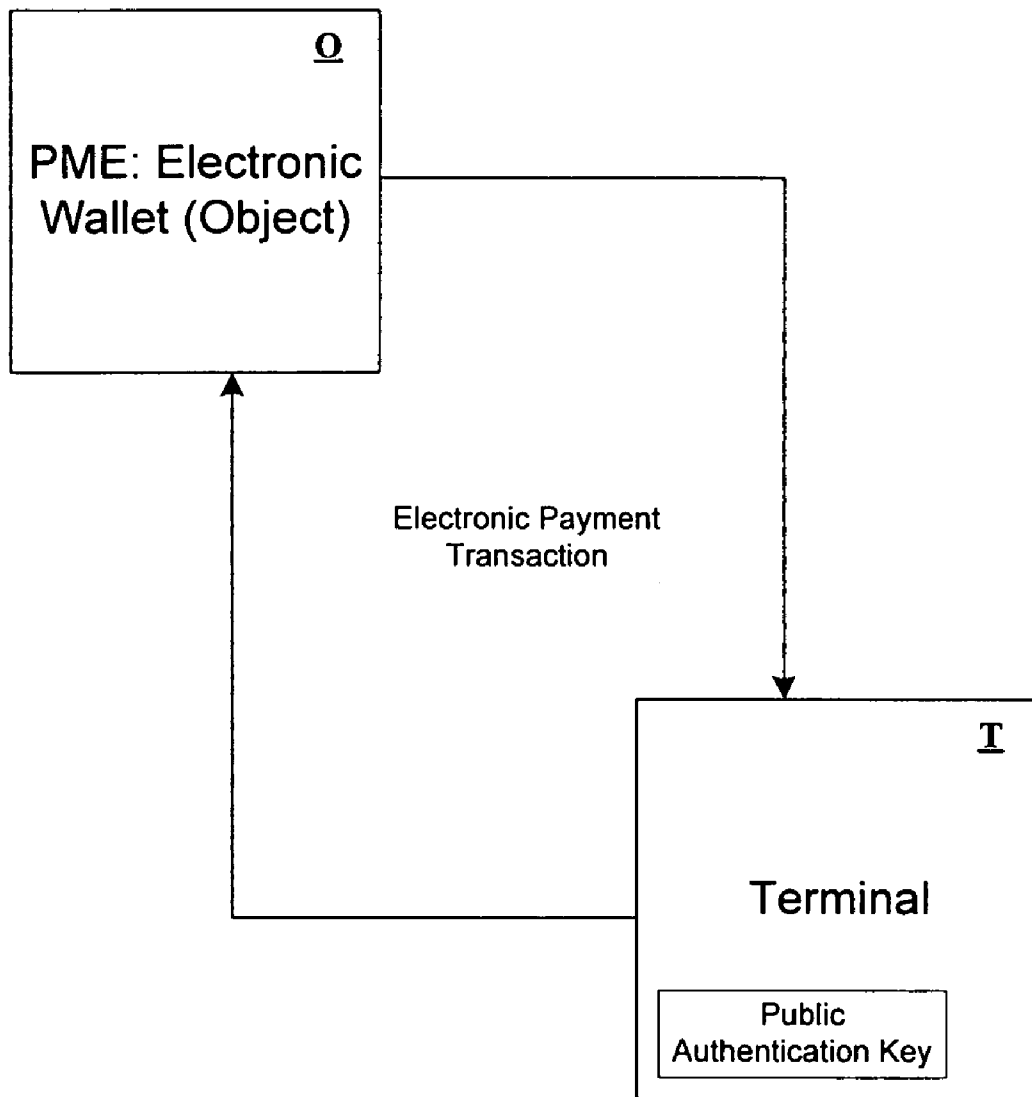 O
PME: Electronic
Wallet (Object)
Electronic Payment
Transaction
T
Terminal
Public
Authentication Key